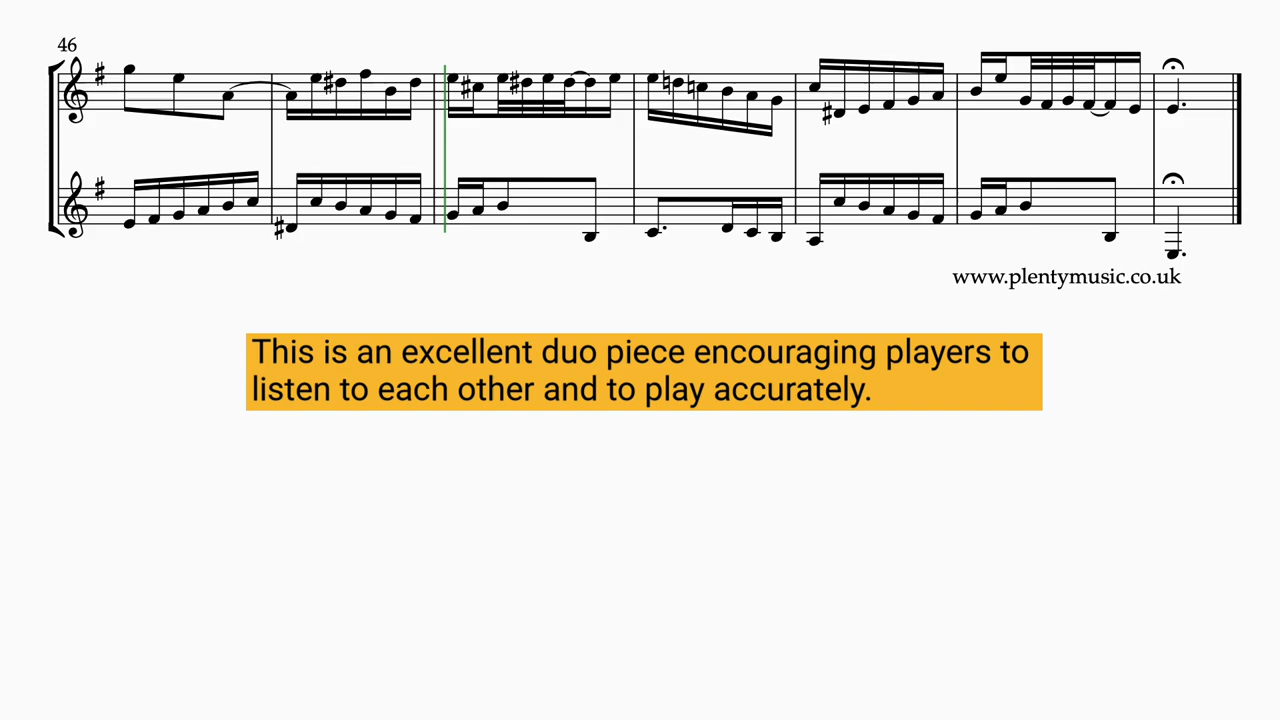 46
www.plentymusic.co.uk
This is an excellent duo piece encouraging players to
listen to each other and to play accurately.